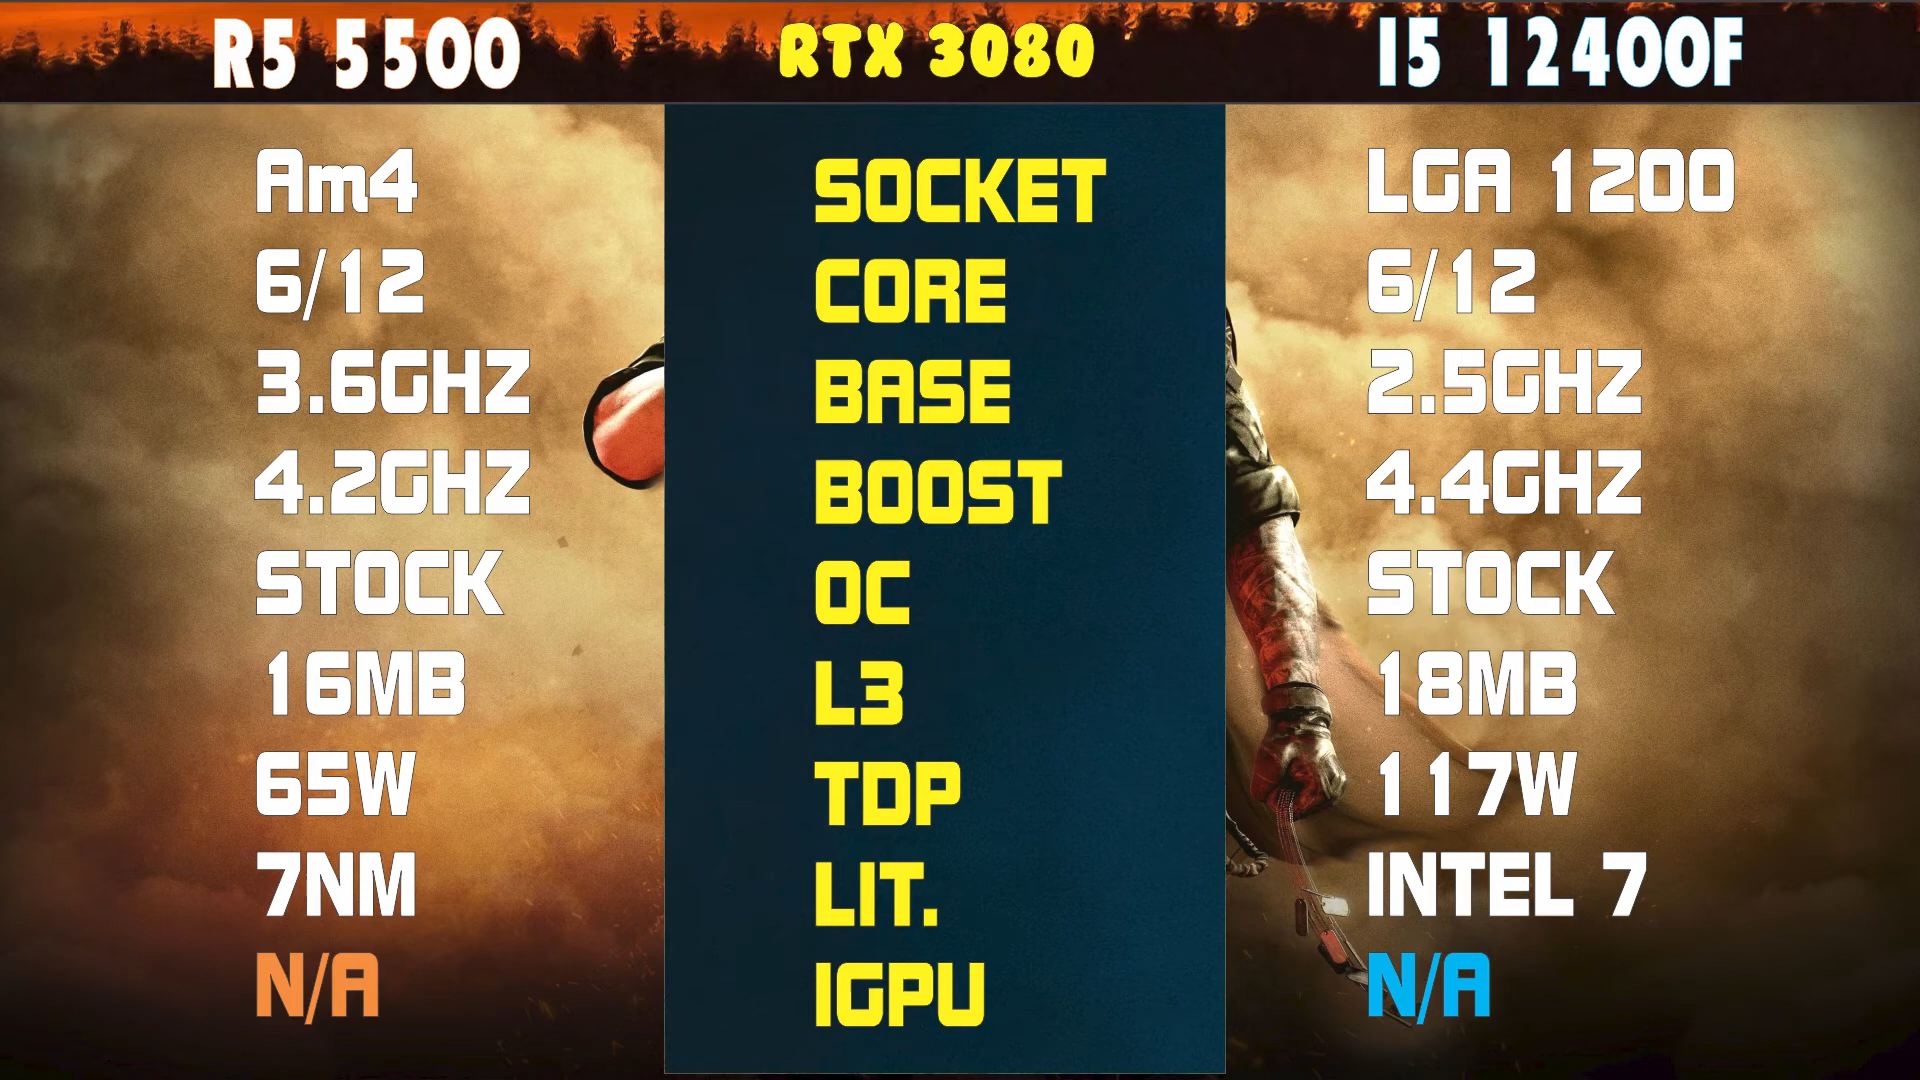 R5 5500 RTX 3080 I5 12400F
Am4 SOCKET LGA 1200
6/12 CORE 6/12
3.6GHZ BASE 2.5GHZ
4.2GHZ BOOST 4.4GHZ
STOCK OC STOCK
16MB L3 18MB
65W TDP 117W
7NM LIT. INTEL 7
N/A IGPU N/A